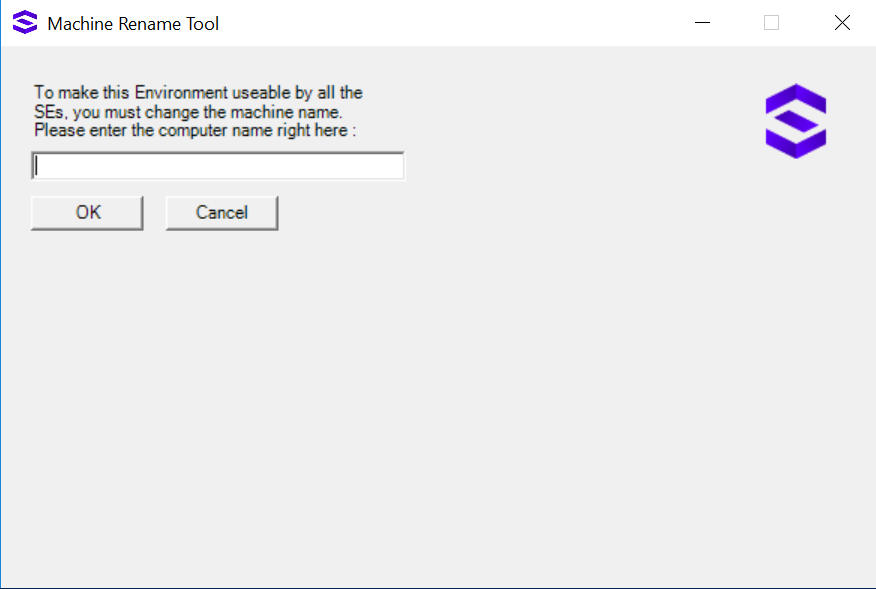 Machine Rename Tool
To make this Environment useable by all the
SEs, you must change the machine name.
Please enter the computer name right here :
OK
Cancel